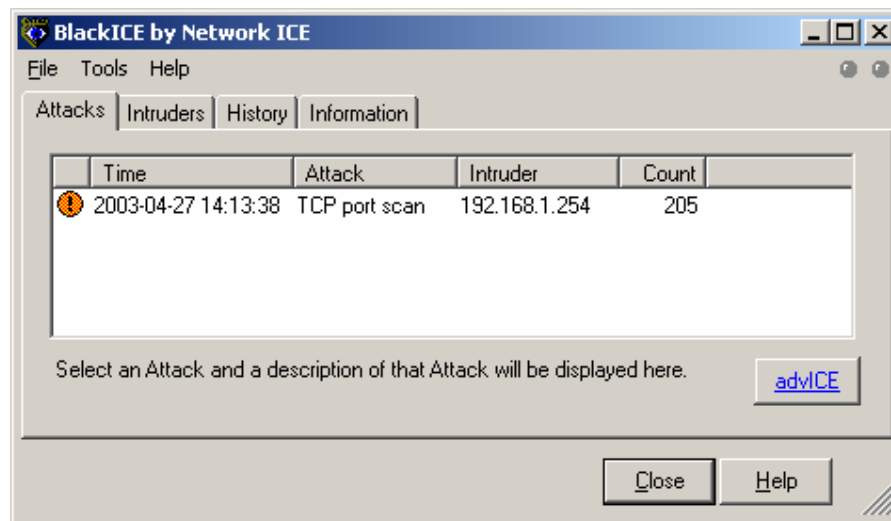 BlackICE by Network ICE
File Tools Help
Attacks Intruders History Information
Time Attack Intruder Count
2003-04-27 14:13:38 TCP port scan 192.168.1.254 205
Select an Attack and a description of that Attack will be displayed here.
advICE
Close Help